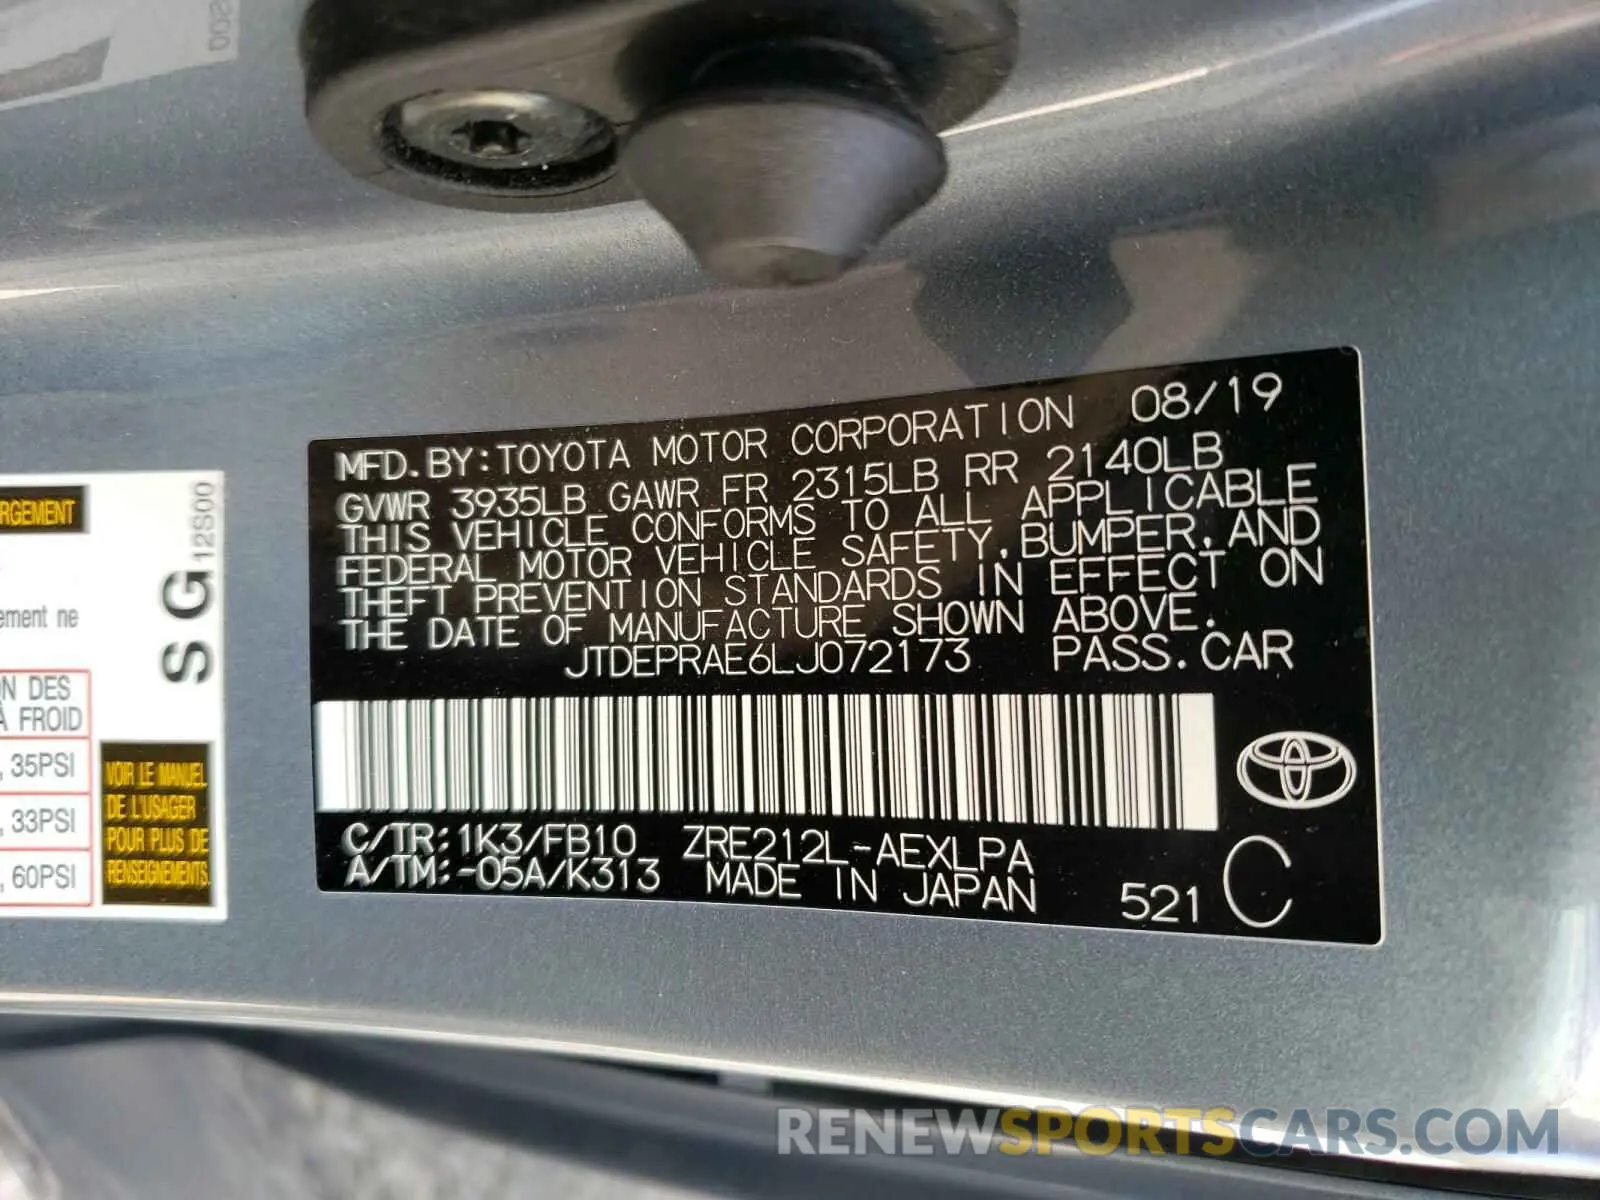 MFD.BY:TOYOTA MOTOR CORPORATION 08/19
GVWR 3935LB GAWR FR 2315LB RR 2140LB
THIS VEHICLE CONFORMS TO ALL APPLICABLE
FEDERAL MOTOR VEHICLE SAFETY,BUMPER,AND
THEFT PREVENTION STANDARDS IN EFFECT ON
THE DATE OF MANUFACTURE SHOWN ABOVE.
JTDEPRAE6LJ072173 PASS.CAR
C/TR:1K3/FB10 ZRE212L-AEXLPA
A/TM:-05A/K313 MADE IN JAPAN 521 C
RGEMENT
12S00
SG
ement ne
N DES
À FROID
, 35PSI
, 33PSI
, 60PSI
VOIR LE MANUEL
DE L'USAGER
POUR PLUS DE
RENSEIGNEMENTS.
RENEWSPORTSCARS.COM